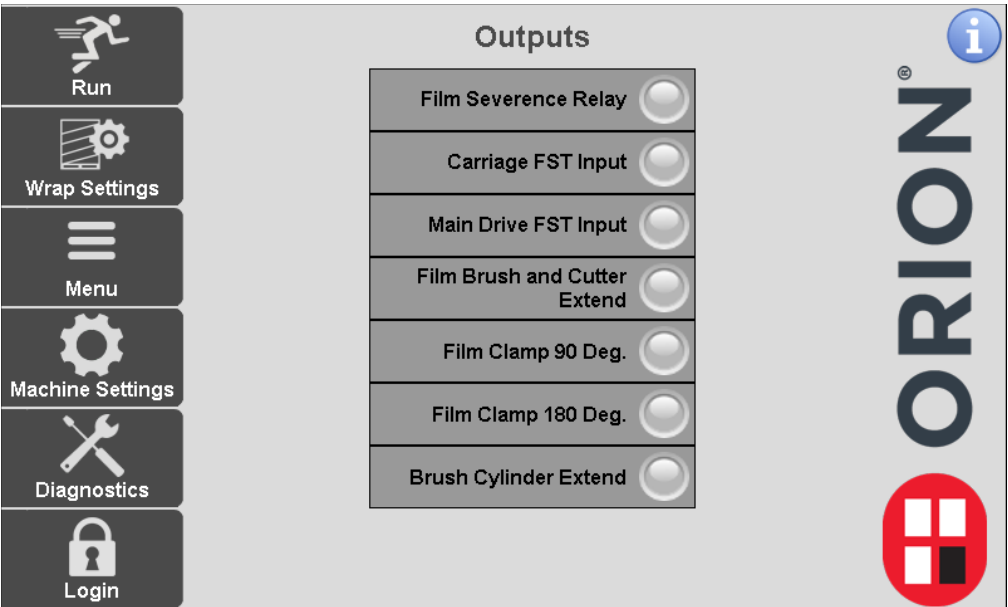 Outputs
Run
Wrap Settings
Menu
Machine Settings
Diagnostics
Login
Film Severence Relay
Carriage FST Input
Main Drive FST Input
Film Brush and Cutter
Extend
Film Clamp 90 Deg.
Film Clamp 180 Deg.
Brush Cylinder Extend
i
ORION®